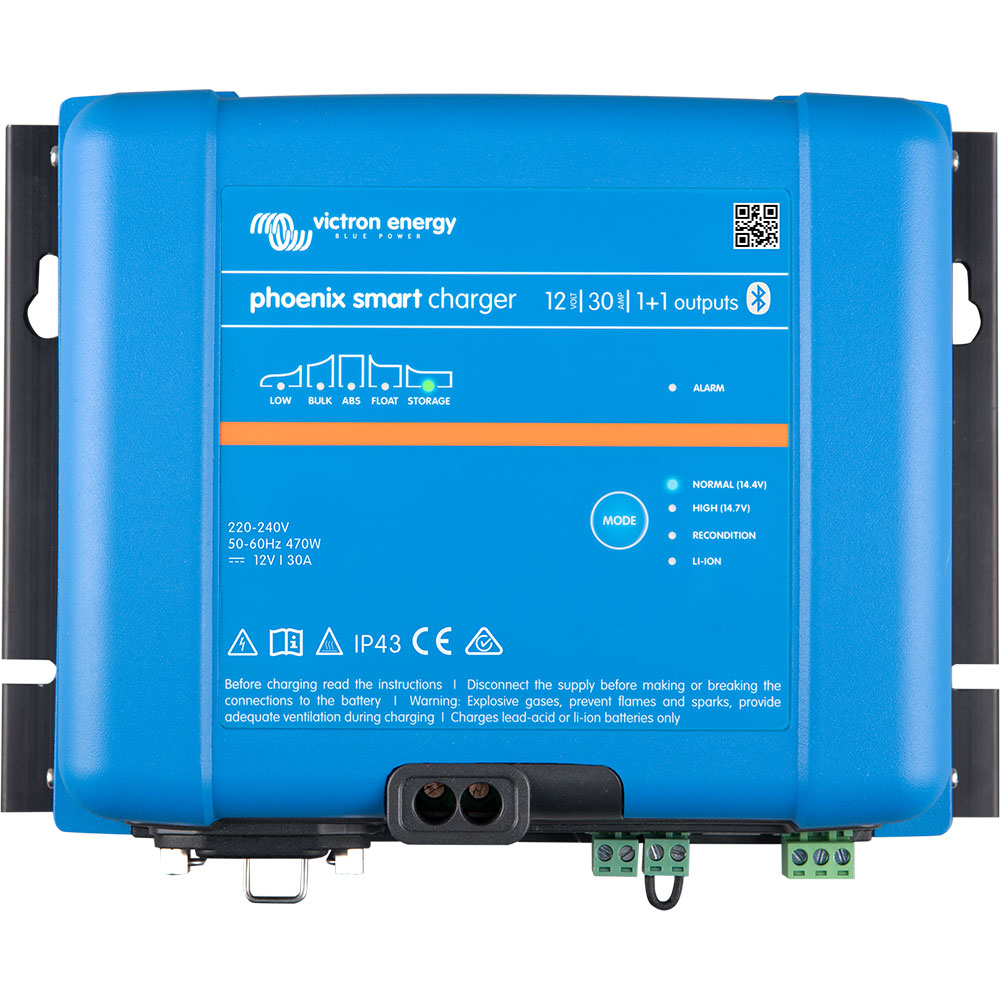 victron energy
BLUE POWER
phoenix smart charger 12 VOLT | 30 AMP | 1+1 outputs
LOW BULK ABS FLOAT STORAGE
ALARM
NORMAL (14.4V)
HIGH (14.7V)
MODE
RECONDITION
LI-ION
220-240V
50-60Hz 470W
12V | 30A
IP43 CE
Before charging read the instructions | Disconnect the supply before making or breaking the
connections to the battery | Warning: Explosive gases, prevent flames and sparks, provide
adequate ventilation during charging | Charges lead-acid or li-ion batteries only